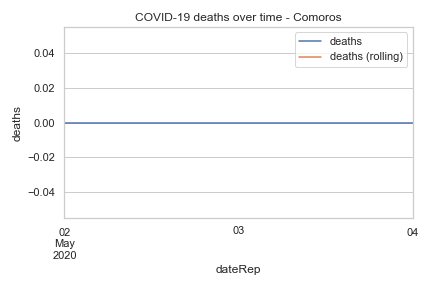 COVID-19 deaths over time - Comoros
deaths
deaths (rolling)
0.04
0.02
0.00
−0.02
−0.04
deaths
02
May
2020
03
04
dateRep